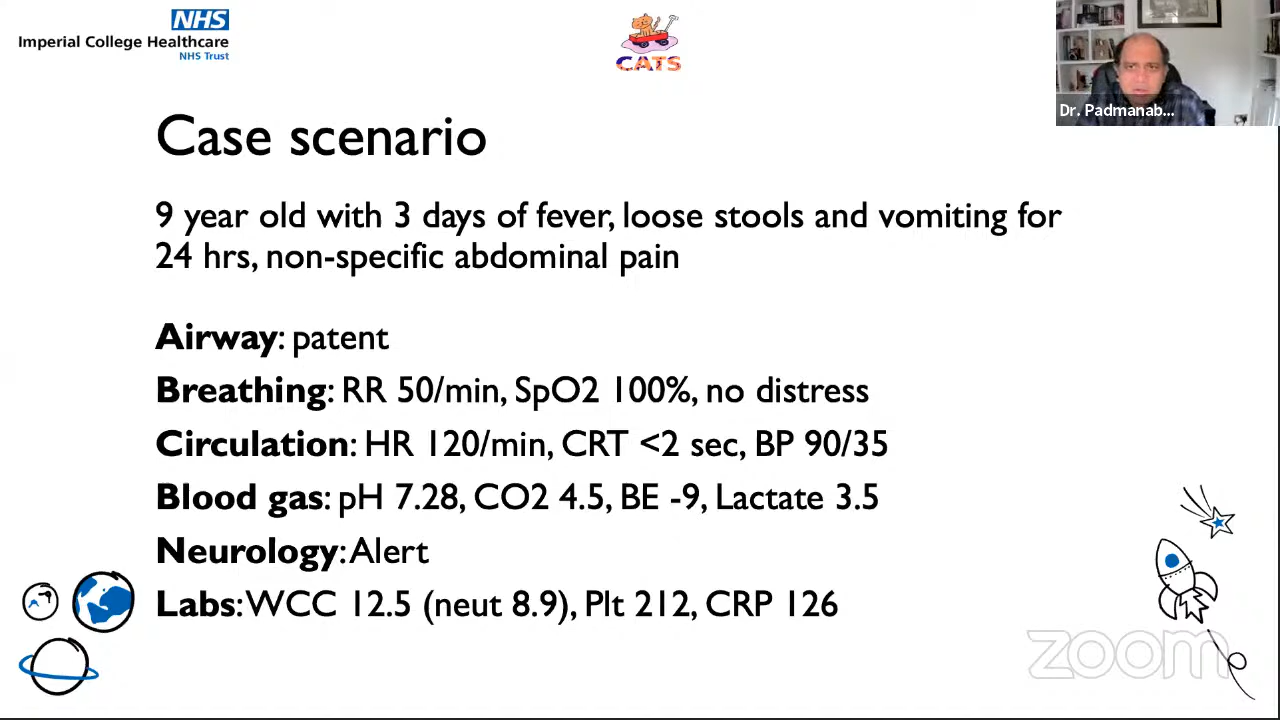 NHS
Imperial College Healthcare
NHS Trust
CATS
Dr. Padmanab...
Case scenario
9 year old with 3 days of fever, loose stools and vomiting for
24 hrs, non-specific abdominal pain
Airway: patent
Breathing: RR 50/min, SpO2 100%, no distress
Circulation: HR 120/min, CRT <2 sec, BP 90/35
Blood gas: pH 7.28, CO2 4.5, BE -9, Lactate 3.5
Neurology: Alert
Labs: WCC 12.5 (neut 8.9), Plt 212, CRP 126
zoom